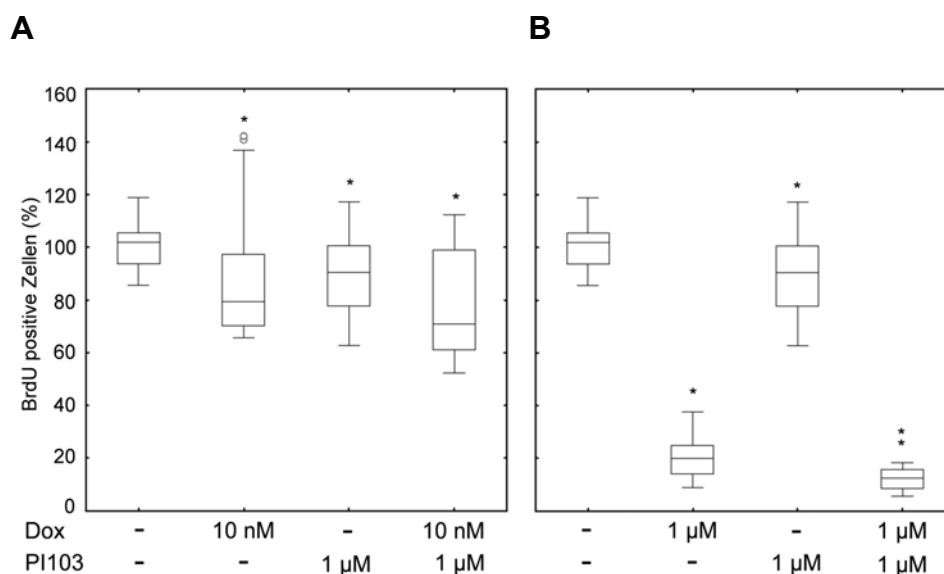 A B
160
140
120
100
80
60
40
20
0
BrdU positive Zellen (%)
* * * * * * *
*
Dox – 10 nM – 10 nM – 1 µM – 1 µM
PI103 – – 1 µM 1 µM – – 1 µM 1 µM